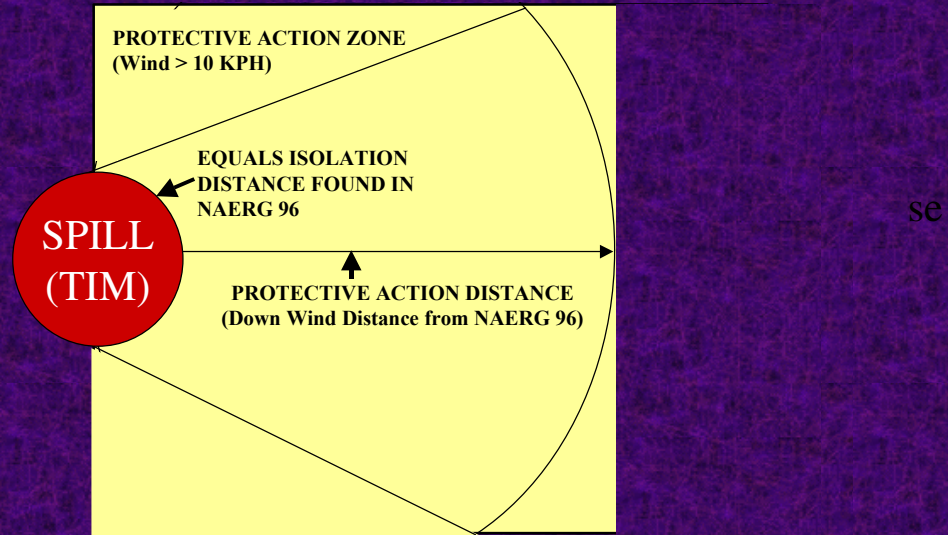 PROTECTIVE ACTION ZONE
(Wind > 10 KPH)
EQUALS ISOLATION
DISTANCE FOUND IN
NAERG 96
SPILL
(TIM)
PROTECTIVE ACTION DISTANCE
(Down Wind Distance from NAERG 96)
se